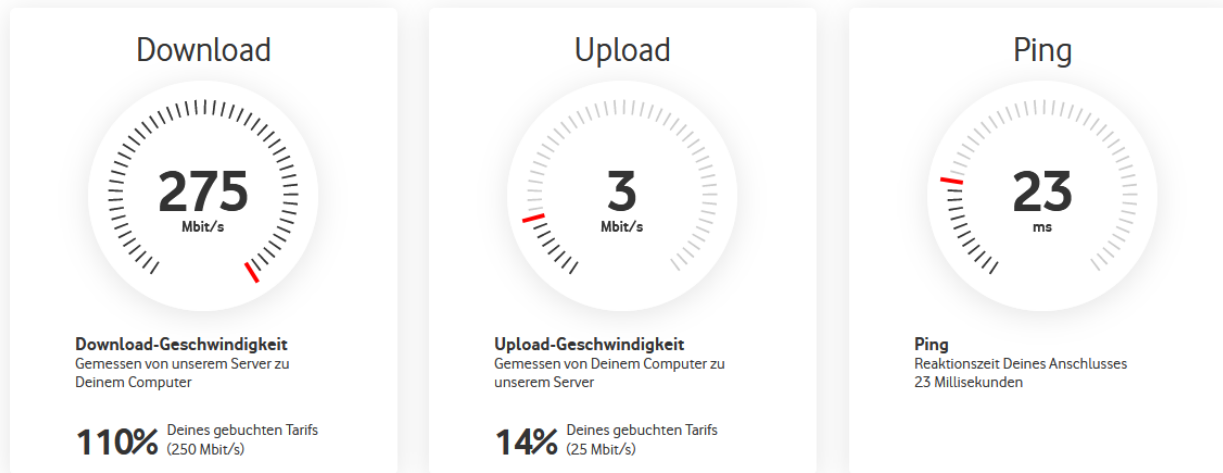 Download
275
Mbit/s
Download-Geschwindigkeit
Gemessen von unserem Server zu
Deinem Computer
110% Deines gebuchten Tarifs
(250 Mbit/s)
Upload
3
Mbit/s
Upload-Geschwindigkeit
Gemessen von Deinem Computer zu
unserem Server
14% Deines gebuchten Tarifs
(25 Mbit/s)
Ping
23
ms
Ping
Reaktionszeit Deines Anschlusses
23 Millisekunden